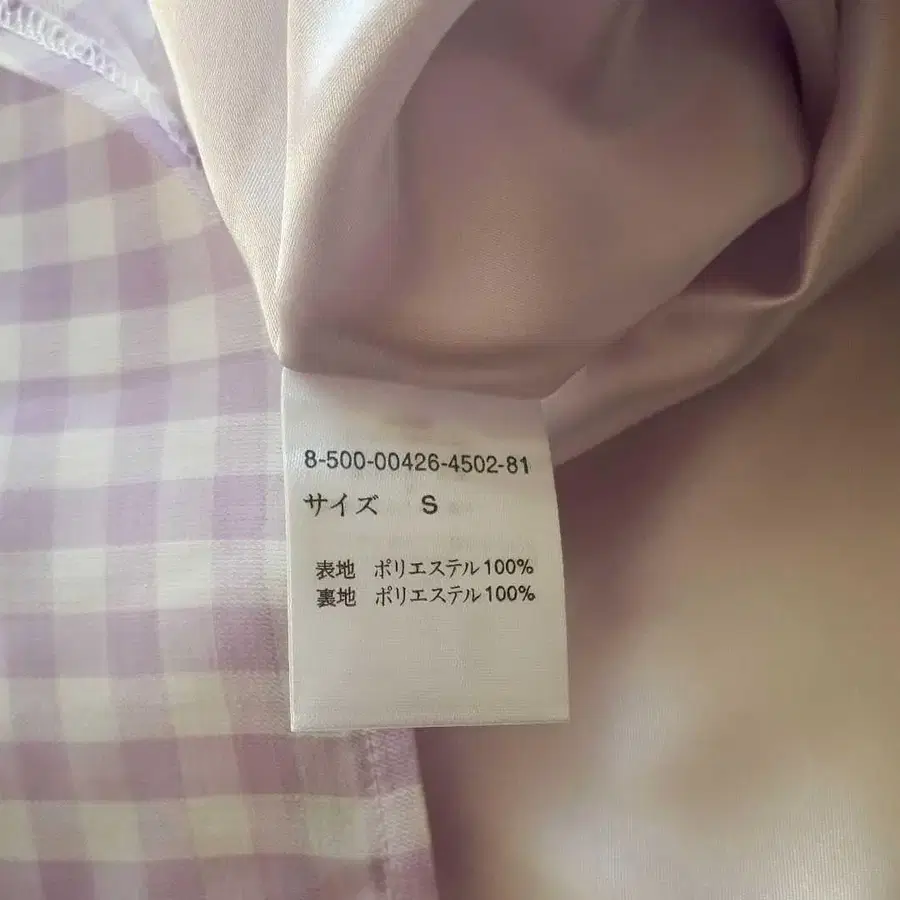 8-500-00426-4502-81
サイズ S
表地 ポリエステル100%
裏地 ポリエステル100%